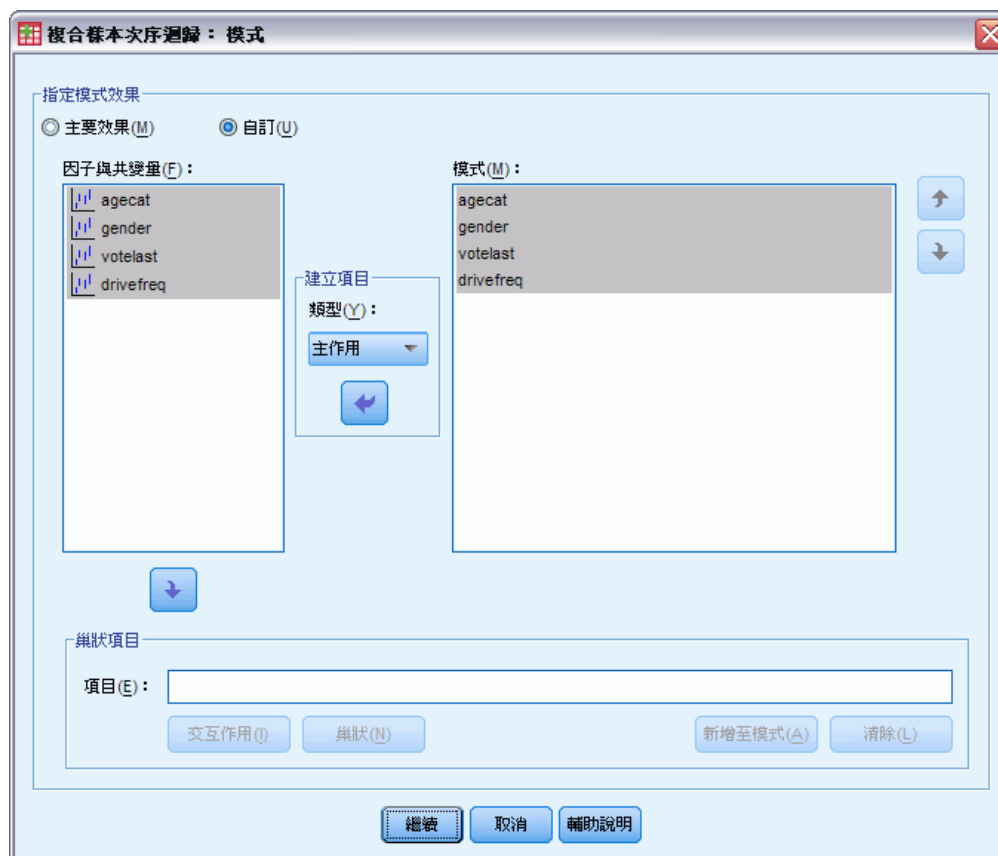 複合樣本次序迴歸: 模式
指定模式效果
主要效果(M)
自訂(U)
因子與共變量(F):
agecat
gender
votelast
drivefreq
建立項目
類型(Y):
主作用
模式(M):
agecat
gender
votelast
drivefreq
巢狀項目
項目(E):
交互作用(I)
巢狀(N)
新增至模式(A)
清除(L)
繼續
取消
輔助說明